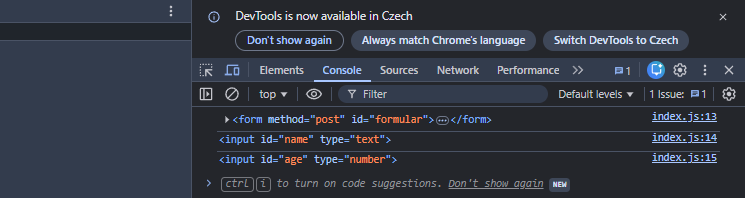 DevTools is now available in Czech
Don't show again Always match Chrome's language Switch DevTools to Czech
Elements Console Sources Network Performance 1
top Filter Default levels 1 Issue: 1
<form method="post" id="formular"></form> index.js:13
<input id="name" type="text"> index.js:14
<input id="age" type="number"> index.js:15
ctrl i to turn on code suggestions. Don't show again NEW